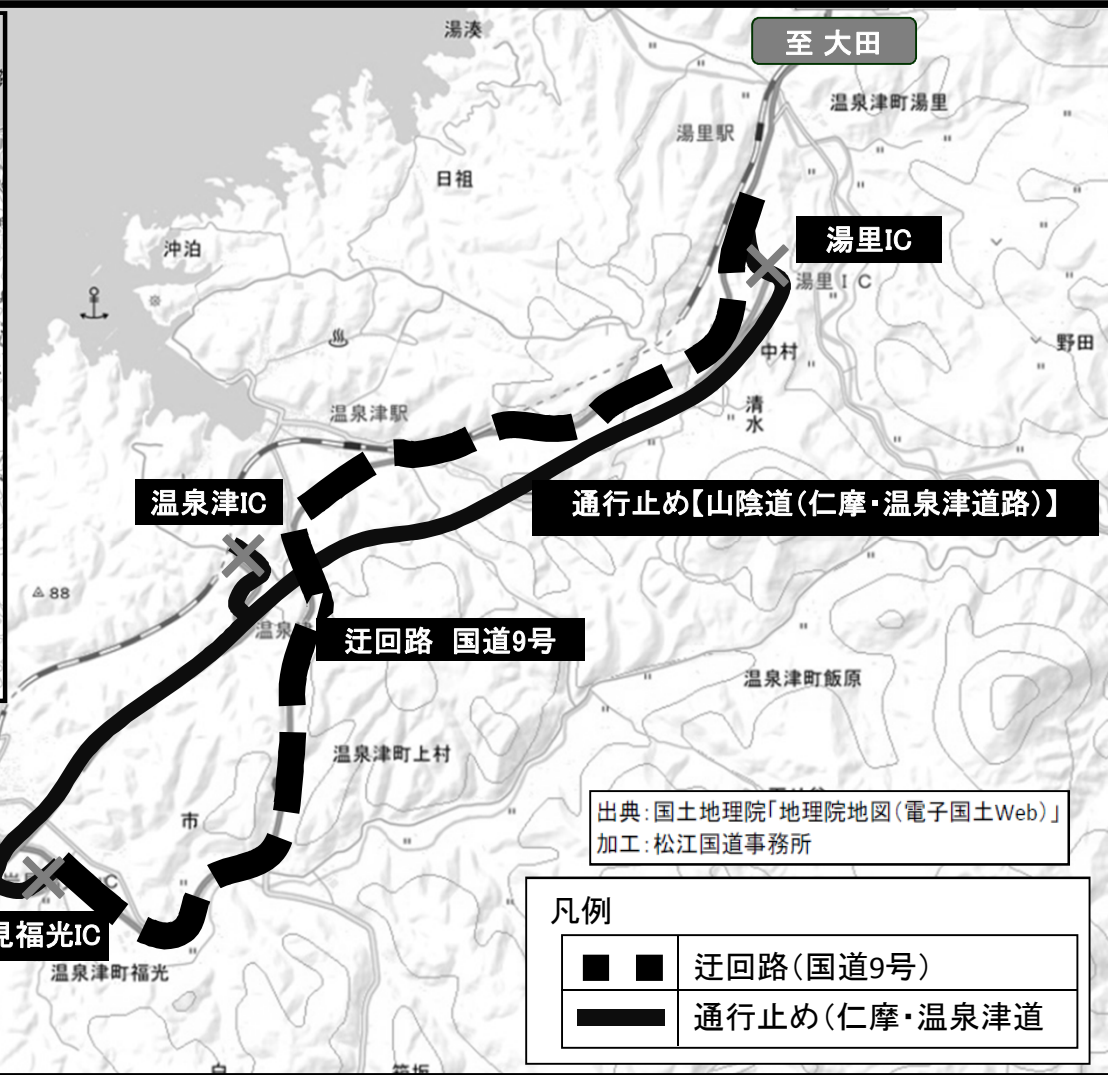 湯湊
至 大田
温泉津町湯里
湯里駅
日祖
沖泊
湯里IC
湯里IC
中村
野田
清水
温泉津駅
温泉津IC
通行止め【山陰道(仁摩・温泉津道路)】
88
温泉
迂回路 国道9号
温泉津町飯原
温泉津町上村
市
出典:国土地理院「地理院地図(電子国土Web)」
加工:松江国道事務所
見福光IC
温泉津町福光
凡例
迂回路(国道9号)
通行止め(仁摩・温泉津道